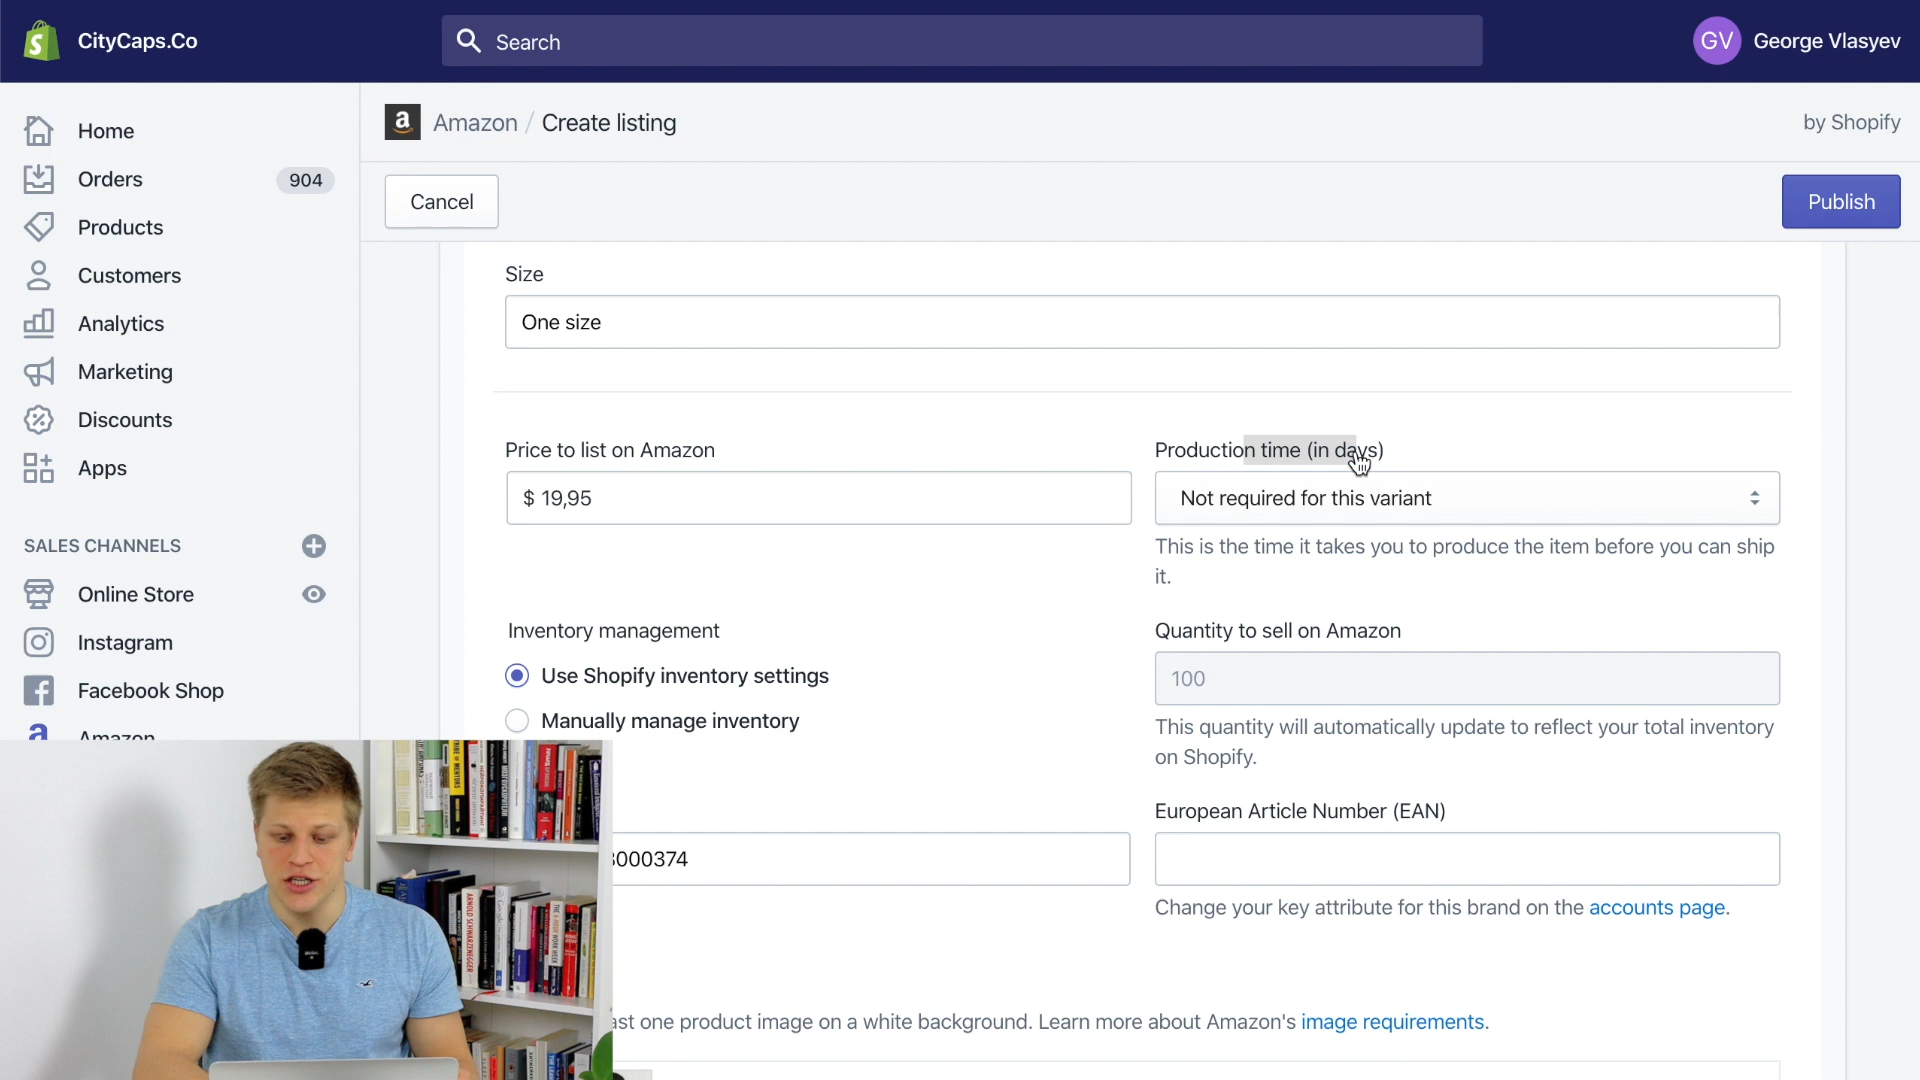 CityCaps.Co
Search
GV George Vlasyev
Home
Orders 904
Products
Customers
Analytics
Marketing
Discounts
Apps
SALES CHANNELS
Online Store
Instagram
Facebook Shop
Amazon
Amazon / Create listing
by Shopify
Cancel
Publish
Size
One size
Price to list on Amazon
$ 19,95
Production time (in days)
Not required for this variant
This is the time it takes you to produce the item before you can ship
it.
Inventory management
Use Shopify inventory settings
Manually manage inventory
Quantity to sell on Amazon
100
This quantity will automatically update to reflect your total inventory
on Shopify.
000374
European Article Number (EAN)
Change your key attribute for this brand on the accounts page.
one product image on a white background. Learn more about Amazon's image requirements.
TRIBE OF MENTORS
ARNOLD SCHWARZENEGGER